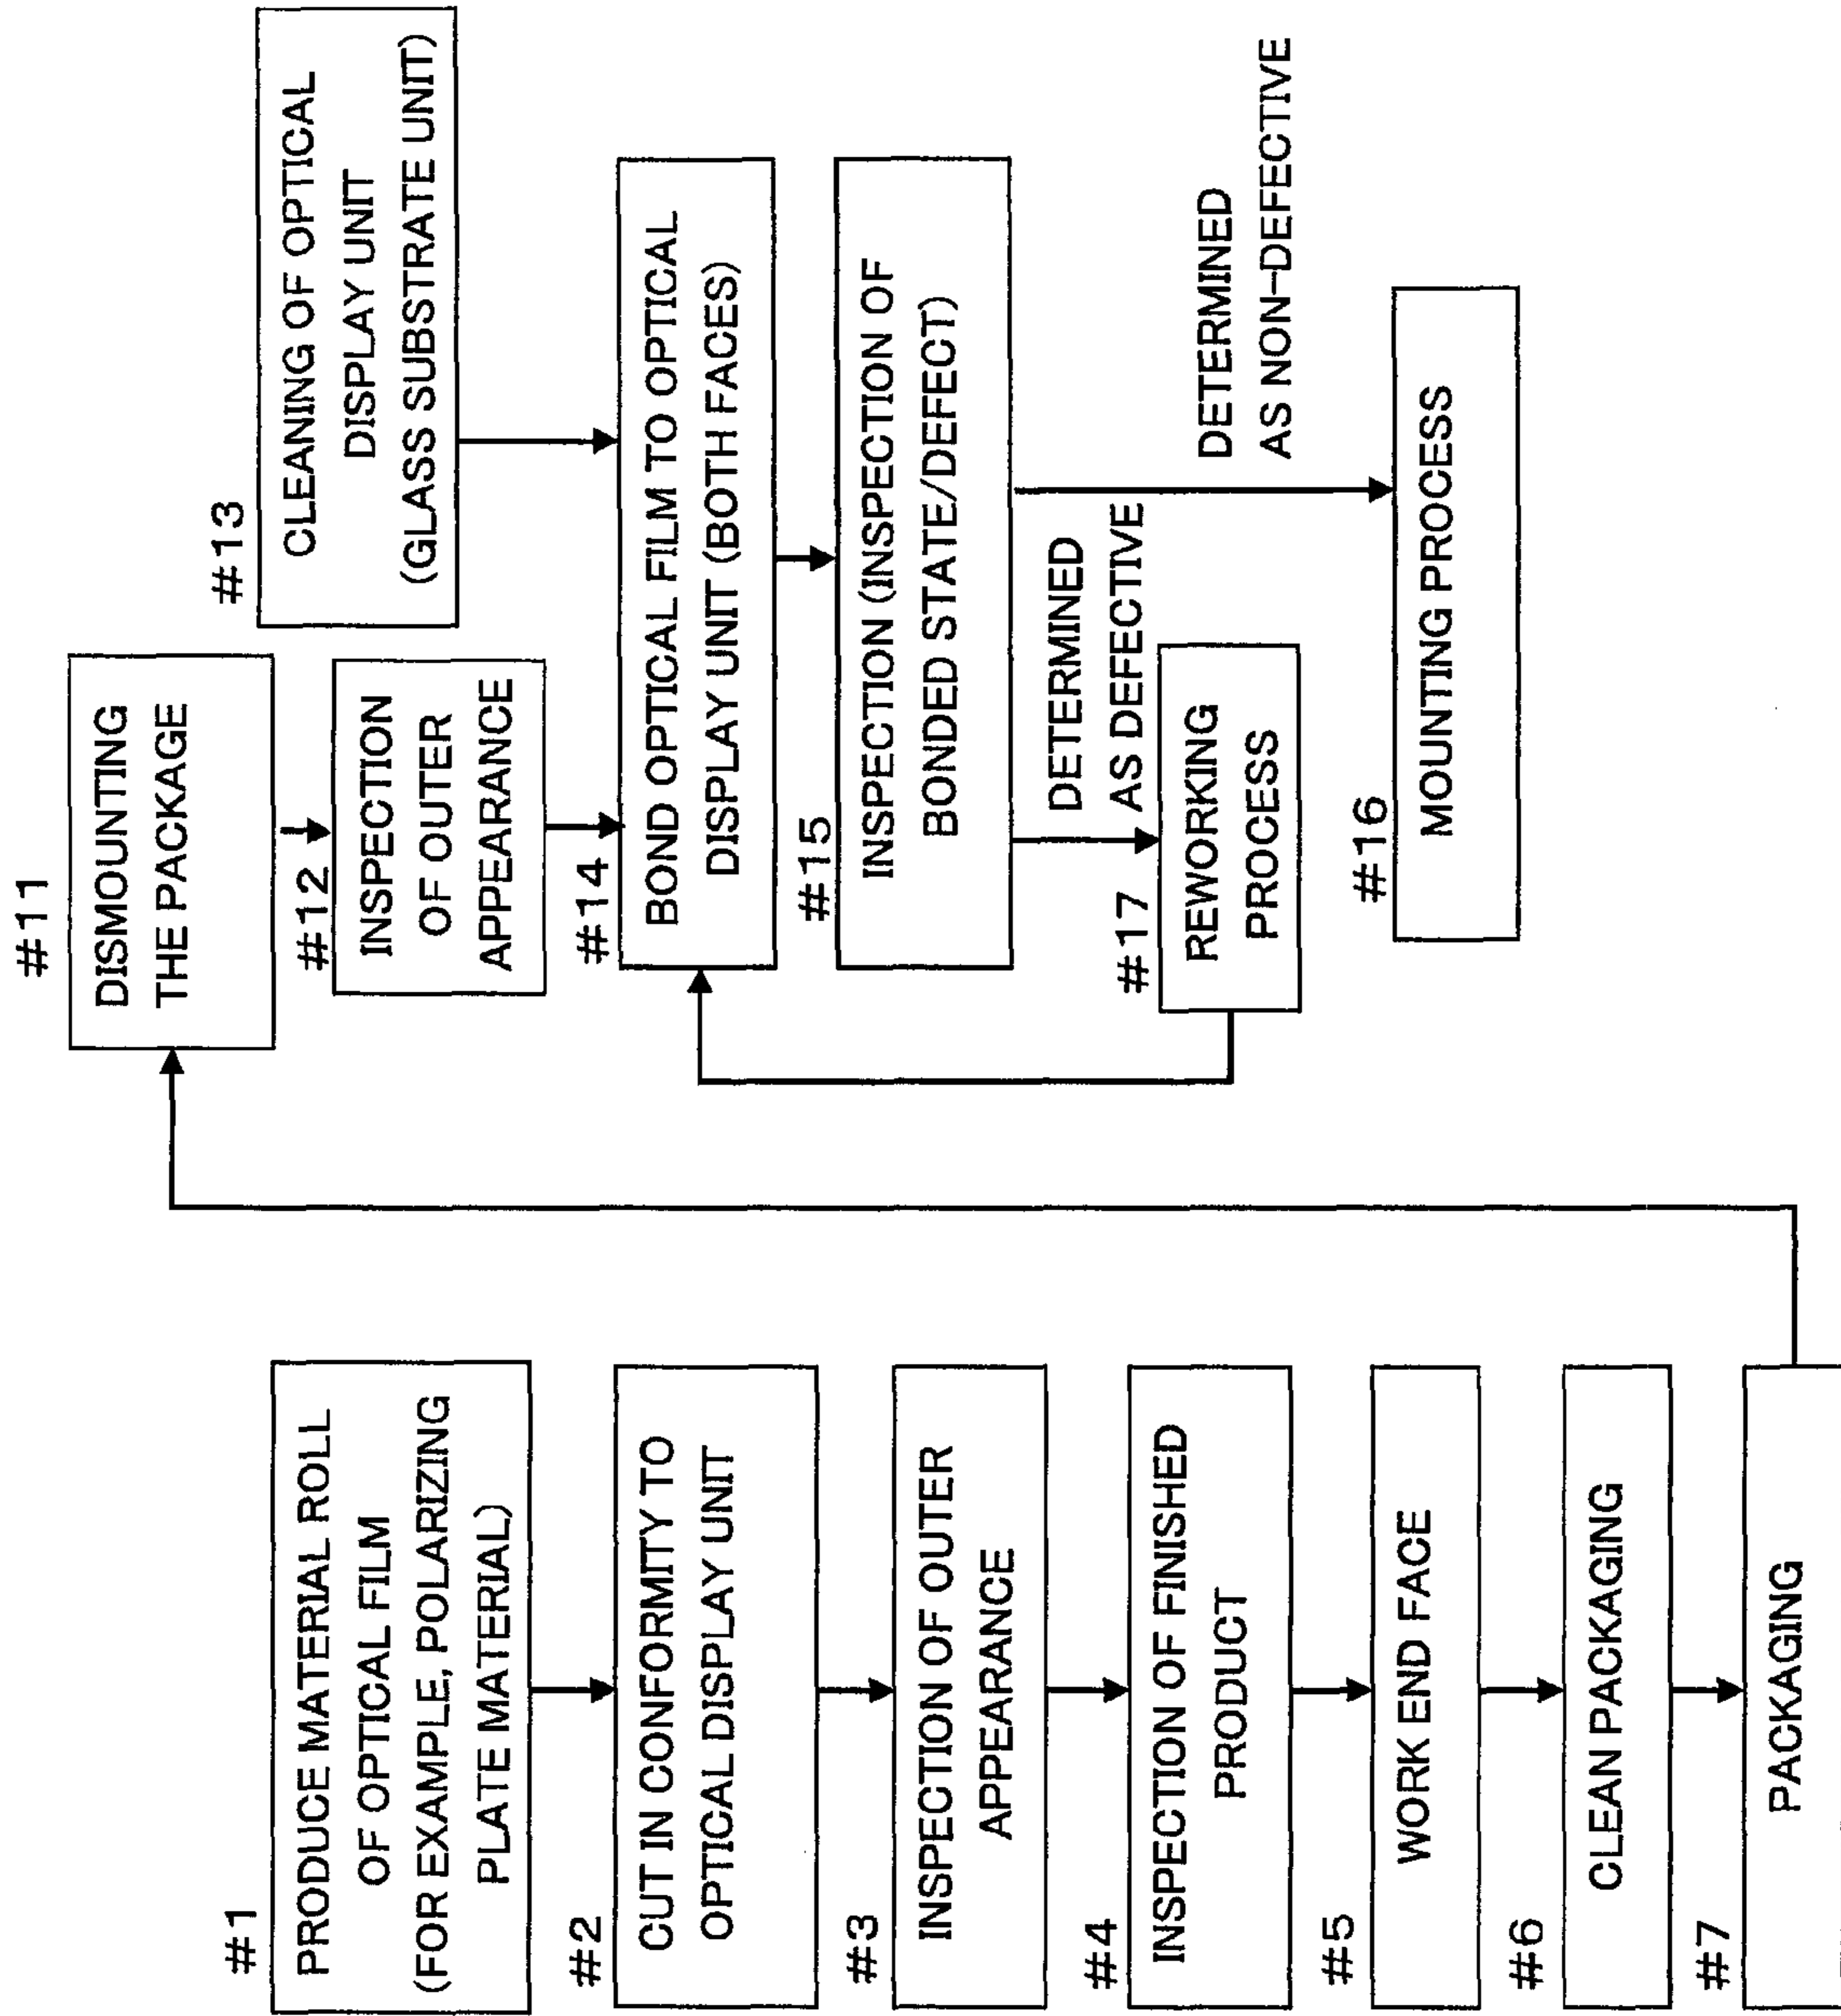 #1
PRODUCE MATERIAL ROLL
OF OPTICAL FILM
(FOR EXAMPLE, POLARIZING
PLATE MATERIAL)
#2
CUT IN CONFORMITY TO
OPTICAL DISPLAY UNIT
#3
INSPECTION OF OUTER
APPEARANCE
#4
INSPECTION OF FINISHED
PRODUCT
#5
WORK END FACE
#6
CLEAN PACKAGING
#7
PACKAGING
#11
DISMOUNTING
THE PACKAGE
#12
INSPECTION
OF OUTER
APPEARANCE
#13
CLEANING OF OPTICAL
DISPLAY UNIT
(GLASS SUBSTRATE UNIT)
#14
BOND OPTICAL FILM TO OPTICAL
DISPLAY UNIT (BOTH FACES)
#15
INSPECTION (INSPECTION OF
BONDED STATE/DEFECT)
DETERMINED
AS DEFECTIVE
DETERMINED
AS NON-DEFECTIVE
#17
REWORKING
PROCESS
#16
MOUNTING PROCESS